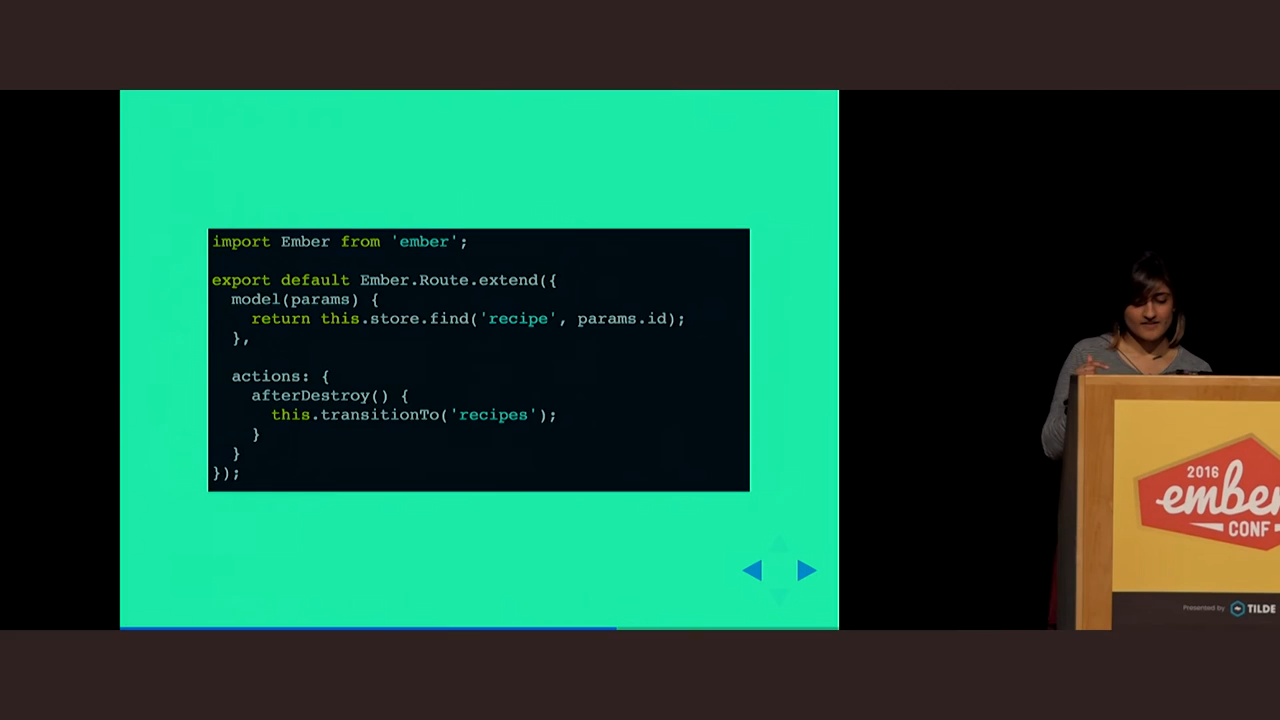 import Ember from 'ember';
export default Ember.Route.extend({
model(params) {
return this.store.find('recipe', params.id);
},
actions: {
afterDestroy() {
this.transitionTo('recipes');
}
}
});
2016
ember
CONF
Presented by TILDE